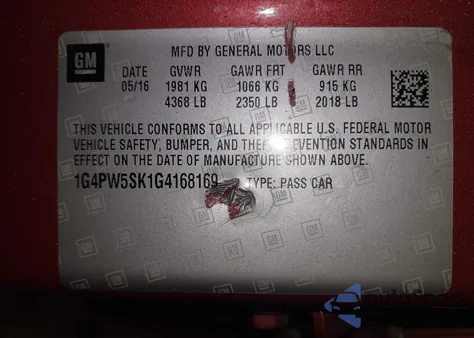 GM
MFD BY GENERAL MOTORS LLC
DATE GVWR GAWR FRT GAWR RR
05/16 1981 KG 1066 KG 915 KG
4368 LB 2350 LB 2018 LB
THIS VEHICLE CONFORMS TO ALL APPLICABLE U.S. FEDERAL MOTOR
VEHICLE SAFETY, BUMPER, AND THEFT PREVENTION STANDARDS IN
EFFECT ON THE DATE OF MANUFACTURE SHOWN ABOVE.
1G4PW5SK1G4168169 TYPE: PASS CAR